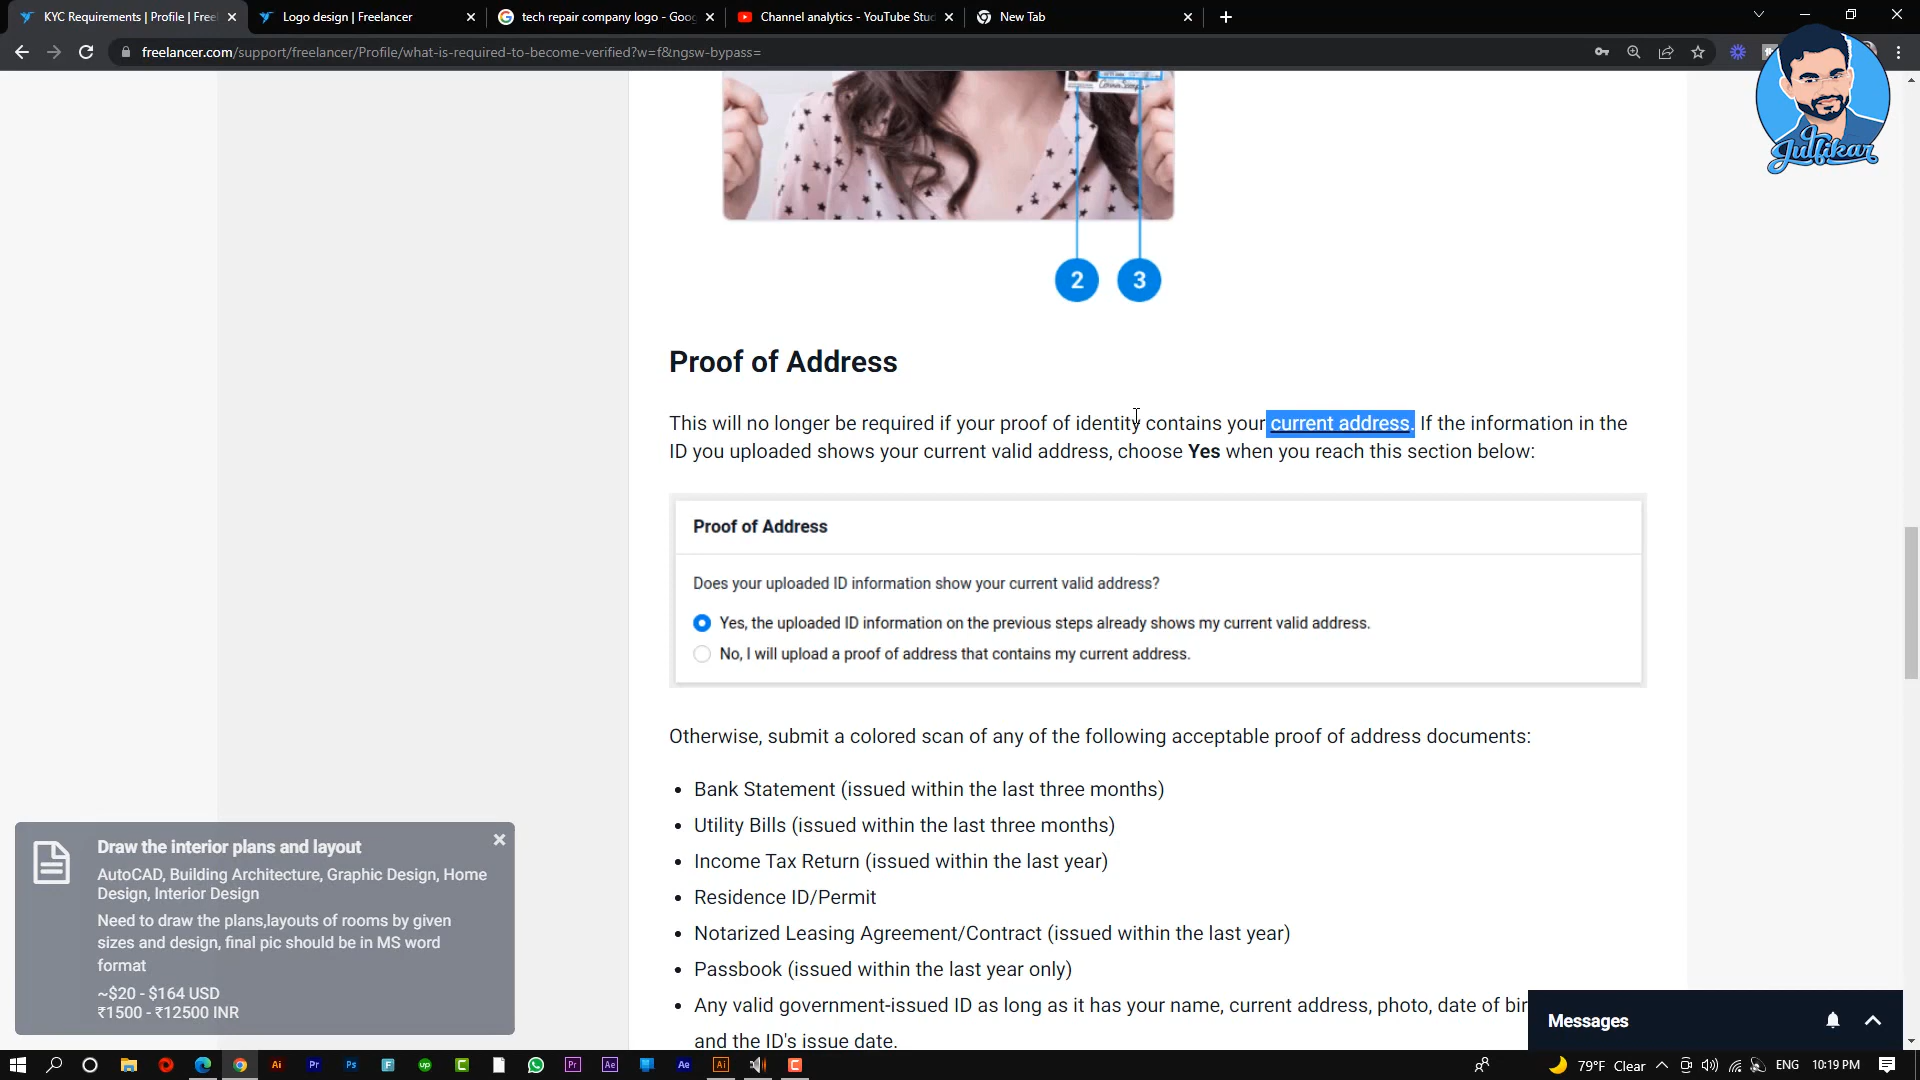 KYC Requirements | Profile | Free
Logo design | Freelancer
tech repair company logo - Goo
Channel analytics - YouTube Stu
New Tab
freelancer.com/support/freelancer/Profile/what-is-required-to-become-verified?w=f&ngsw-bypass=
Julfikar
2
3
Proof of Address
This will no longer be required if your proof of identity contains your current address. If the information in the
ID you uploaded shows your current valid address, choose Yes when you reach this section below:
Proof of Address
Does your uploaded ID information show your current valid address?
Yes, the uploaded ID information on the previous steps already shows my current valid address.
No, I will upload a proof of address that contains my current address.
Otherwise, submit a colored scan of any of the following acceptable proof of address documents:
• Bank Statement (issued within the last three months)
• Utility Bills (issued within the last three months)
• Income Tax Return (issued within the last year)
• Residence ID/Permit
• Notarized Leasing Agreement/Contract (issued within the last year)
• Passbook (issued within the last year only)
• Any valid government-issued ID as long as it has your name, current address, photo, date of bir
and the ID's issue date.
Draw the interior plans and layout
AutoCAD, Building Architecture, Graphic Design, Home
Design, Interior Design
Need to draw the plans,layouts of rooms by given
sizes and design, final pic should be in MS word
format
~$20 - $164 USD
₹1500 - ₹12500 INR
Messages
Ai
Pr
Ps
F
up
C
Pr
Ae
Ae
Ai
C
79°F Clear
ENG
10:19 PM